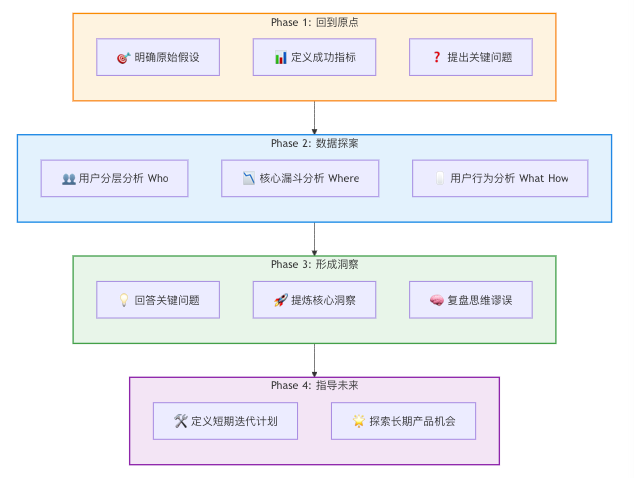 Phase 1: 回到原点
🎯 明确原始假设
📊 定义成功指标
❓ 提出关键问题
Phase 2: 数据探案
👥 用户分层分析 Who
📉 核心漏斗分析 Where
用户行为分析 What How
Phase 3: 形成洞察
💡 回答关键问题
🚀 提炼核心洞察
🧠 复盘思维谬误
Phase 4: 指导未来
🛠️ 定义短期迭代计划
🌟 探索长期产品机会